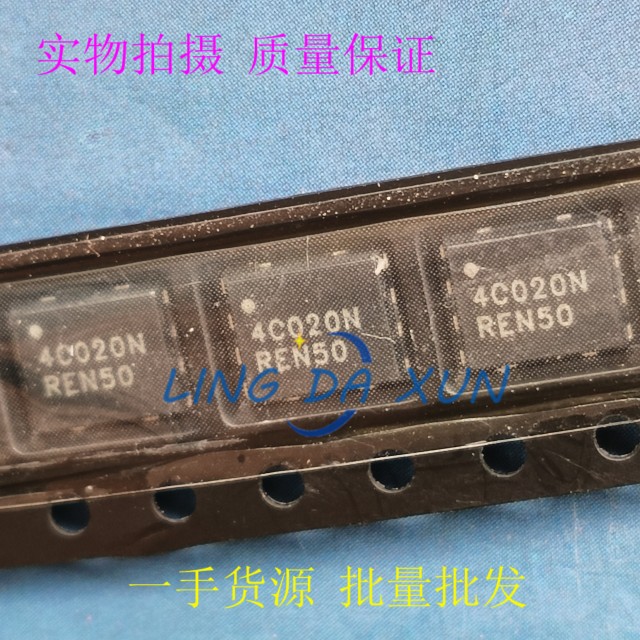 实物拍摄 质量保证
4C020N
REN50
4C020N
REN50
4C020N
REN50
LING DA XUN
一手货源 批量批发